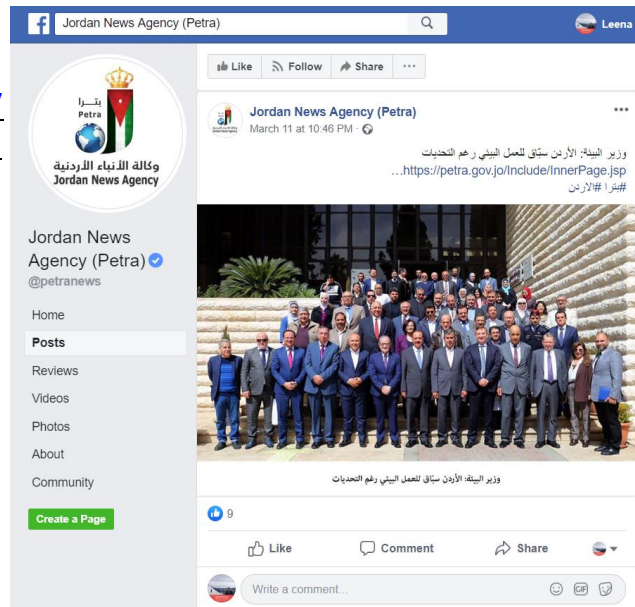 Jordan News Agency (Petra)
Leena
بتــرا
Petra
وكالة الأنباء الأردنية
Jordan News Agency
Jordan News
Agency (Petra)
@petranews
Home
Posts
Reviews
Videos
Photos
About
Community
Create a Page
Like
Follow
Share
Jordan News Agency (Petra)
March 11 at 10:46 PM ·
وزير البيئة: الأردن سبّاق للعمل البيئي رغم التحديات
https://petra.gov.jo/Include/InnerPage.jsp…
#بترا #الاردن
وزير البيئة: الأردن سبّاق للعمل البيئي رغم التحديات
9
Like
Comment
Share
Write a comment...
GIF